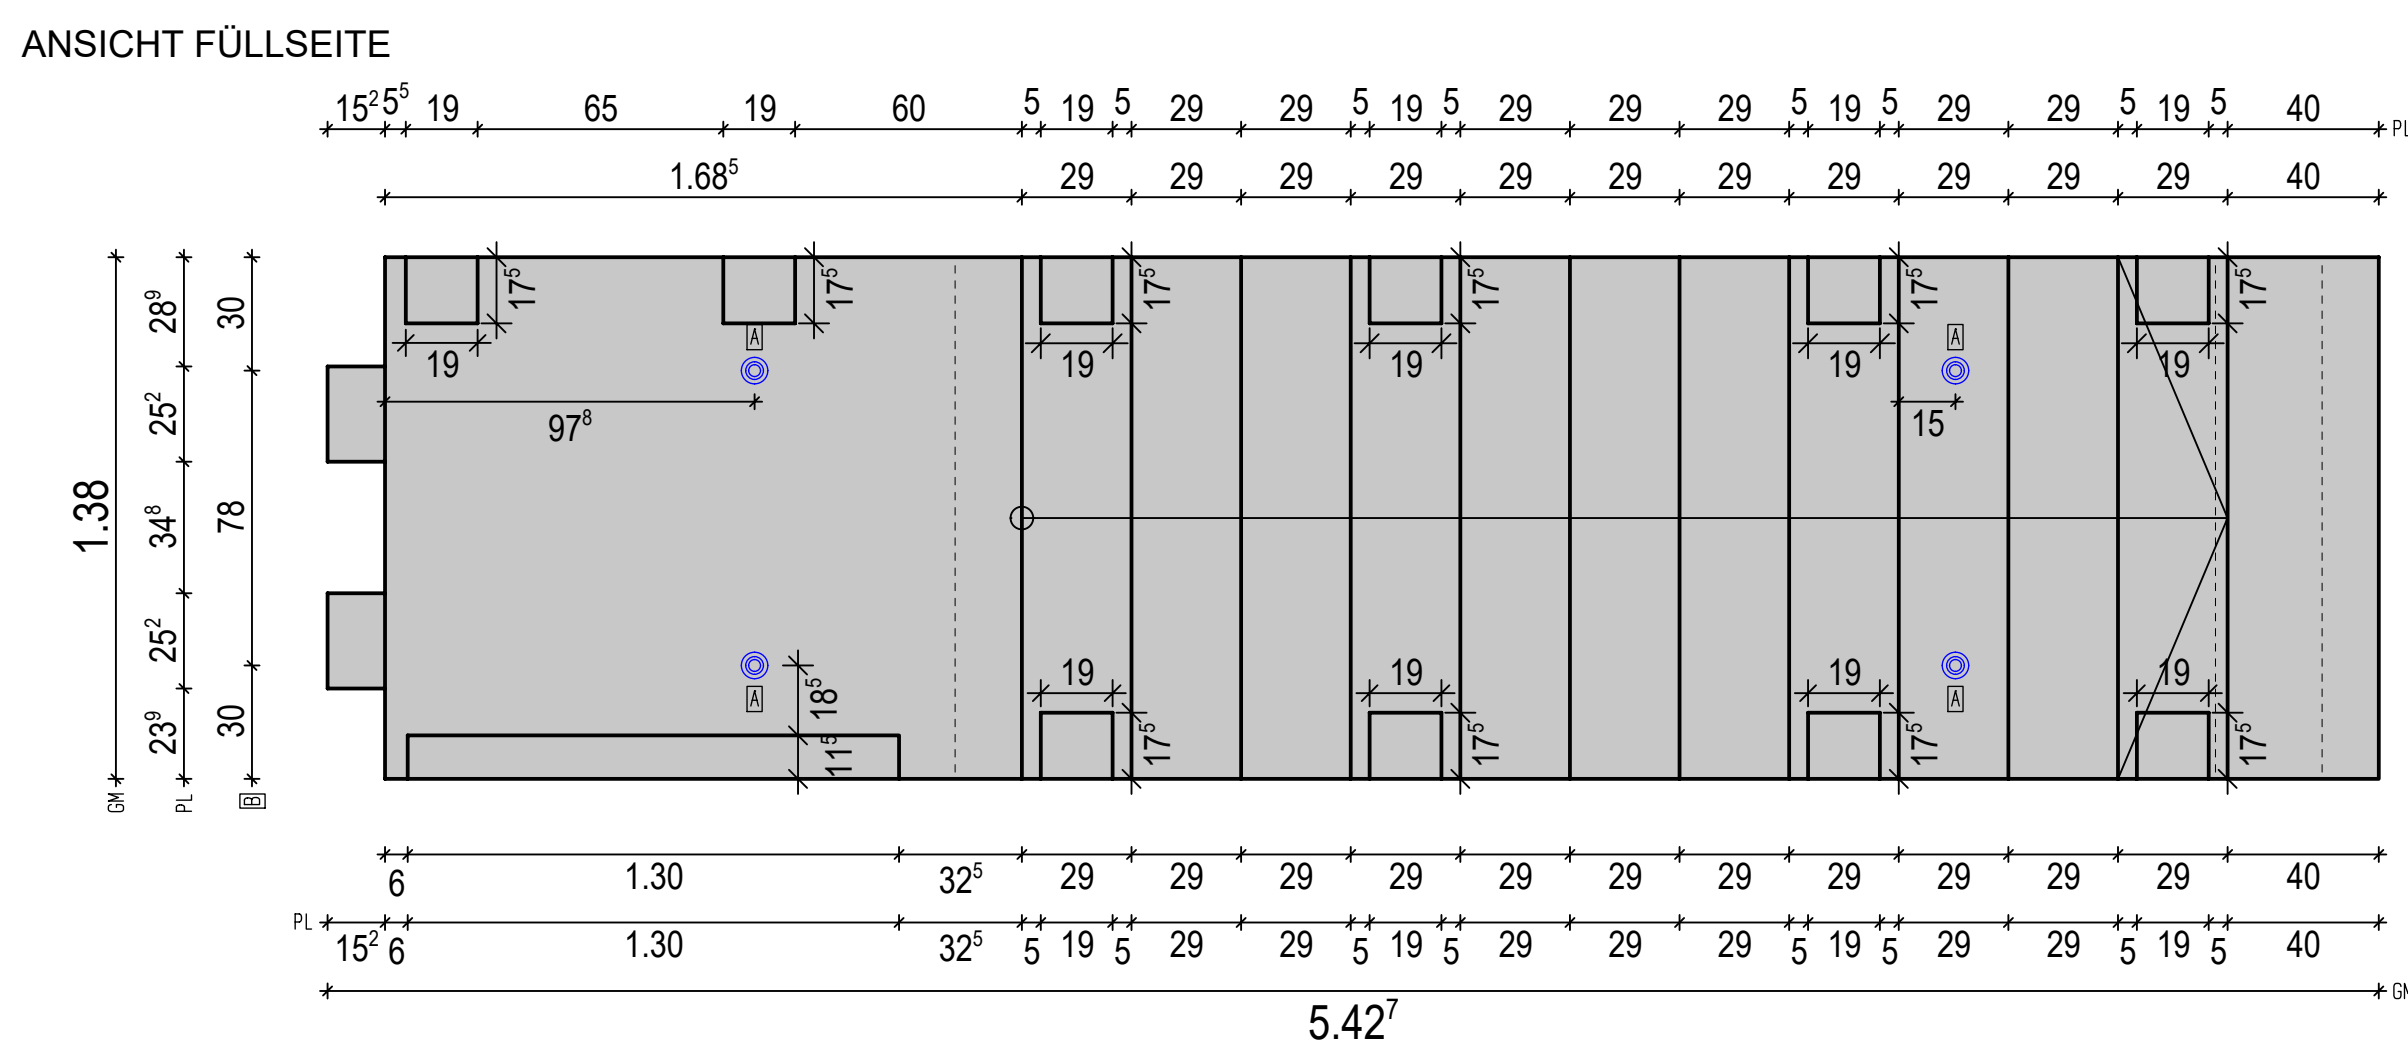 ANSICHT FÜLLSEITE
15² 5⁵ 19 65 19 60 5 19 5 29 29 5 19 5 29 29 29 5 19 5 29 29 5 19 5 40 PL
1.68⁵ 29 29 29 29 29 29 29 29 29 29 29 40
28⁹ 30 17⁵ 17⁵ 17⁵ 17⁵ 17⁵ 17⁵
A A
19 19 19 19 19
25² 97⁸ 15
1.38 34⁸ 78
25² 19 19 19 19
A 18⁵ A
23⁹ 30 11⁵ 17⁵ 17⁵ 17⁵ 17⁵
GM PL B
6 1.30 32⁵ 29 29 29 29 29 29 29 29 29 29 29 40
PL 15² 6 1.30 32⁵ 5 19 5 29 29 5 19 5 29 29 29 5 19 5 29 29 5 19 5 40
5.42⁷ GM